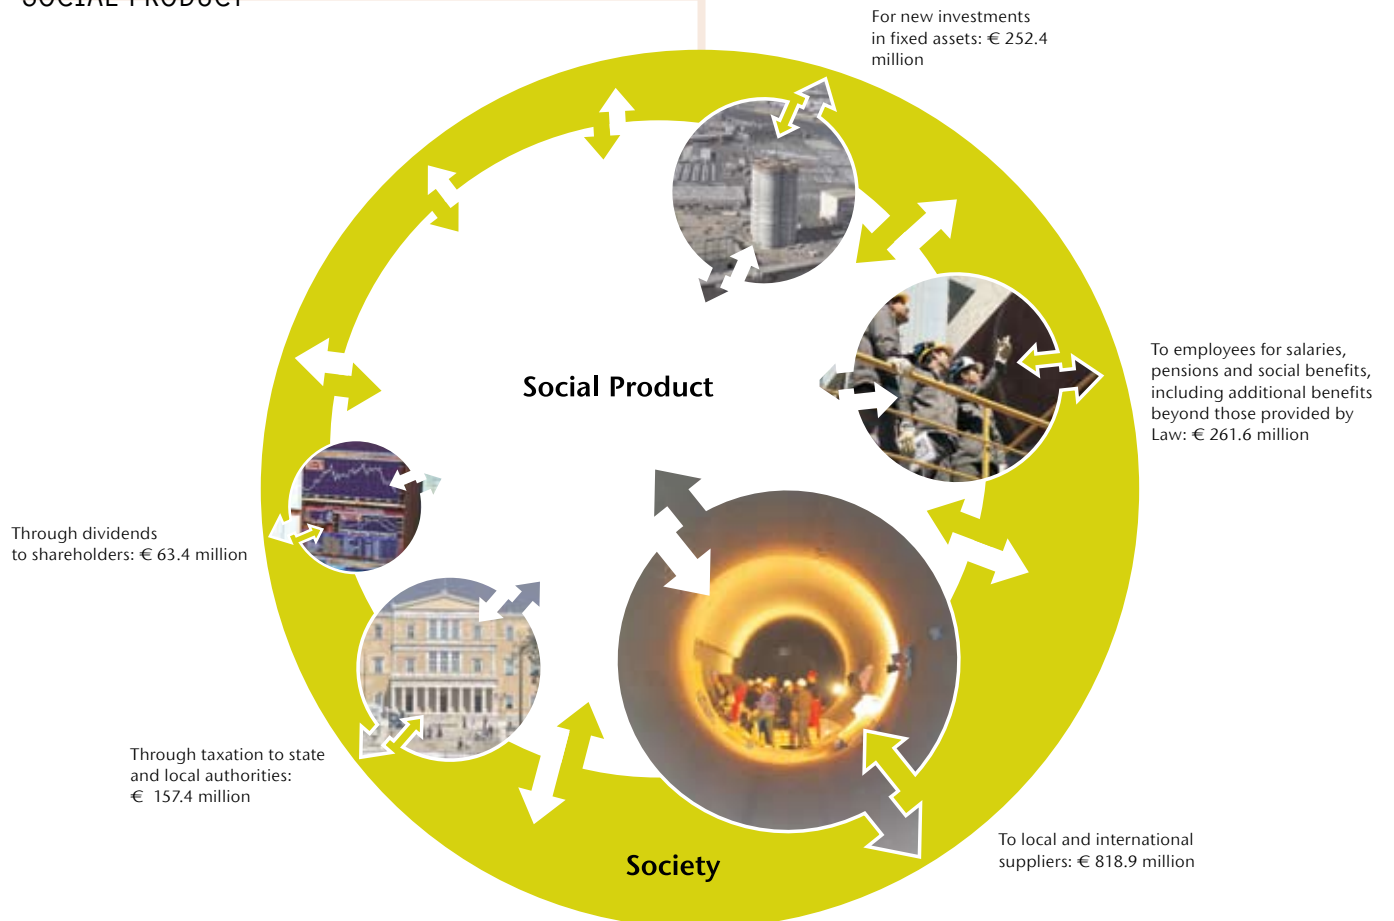 SOCIAL PRODUCT
For new investments
in fixed assets: € 252.4
million
Social Product
To employees for salaries,
pensions and social benefits,
including additional benefits
beyond those provided by
Law: € 261.6 million
Through dividends
to shareholders: € 63.4 million
Through taxation to state
and local authorities:
€ 157.4 million
To local and international
suppliers: € 818.9 million
Society